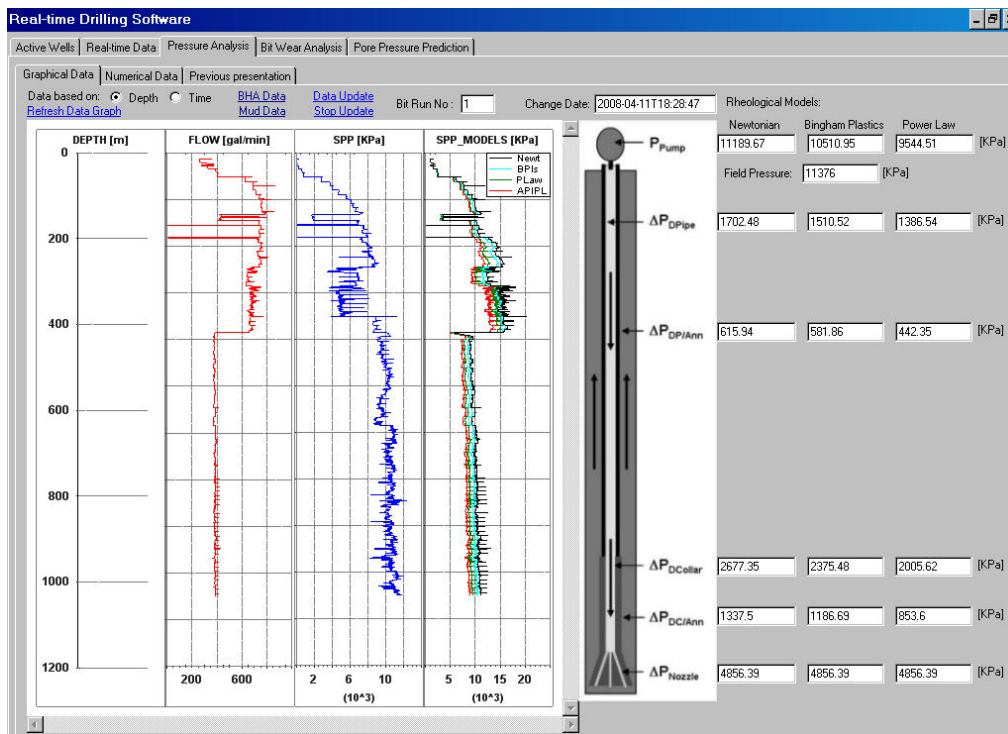 Real-time Drilling Software
Active Wells Real-time Data Pressure Analysis Bit Wear Analysis Pore Pressure Prediction
Graphical Data Numerical Data Previous presentation
Data based on: Depth Time BHA Data Data Update Bit Run No : 1 Change Date: 2008-04-11T18:28:47 Rheological Models:
Refresh Data Graph Mud Data Stop Update
Newtonian Bingham Plastics Power Law
DEPTH [m] FLOW [gal/min] SPP [KPa] SPP_MODELS [KPa]
0
Newt
BPls
PLaw
APIPL
PPump 11189.67 10510.95 9544.51 [KPa]
Field Pressure: 11376 [KPa]
200
ΔPDPipe 1702.48 1510.52 1386.54 [KPa]
400
ΔPDP/Ann 615.94 581.86 442.35 [KPa]
600
800
1000
ΔPDCollar 2677.35 2375.48 2005.62 [KPa]
ΔPDC/Ann 1337.5 1186.69 853.6 [KPa]
1200
ΔPNozzle 4856.39 4856.39 4856.39 [KPa]
200 600 2 6 10 5 10 15 20
(10^3) (10^3)